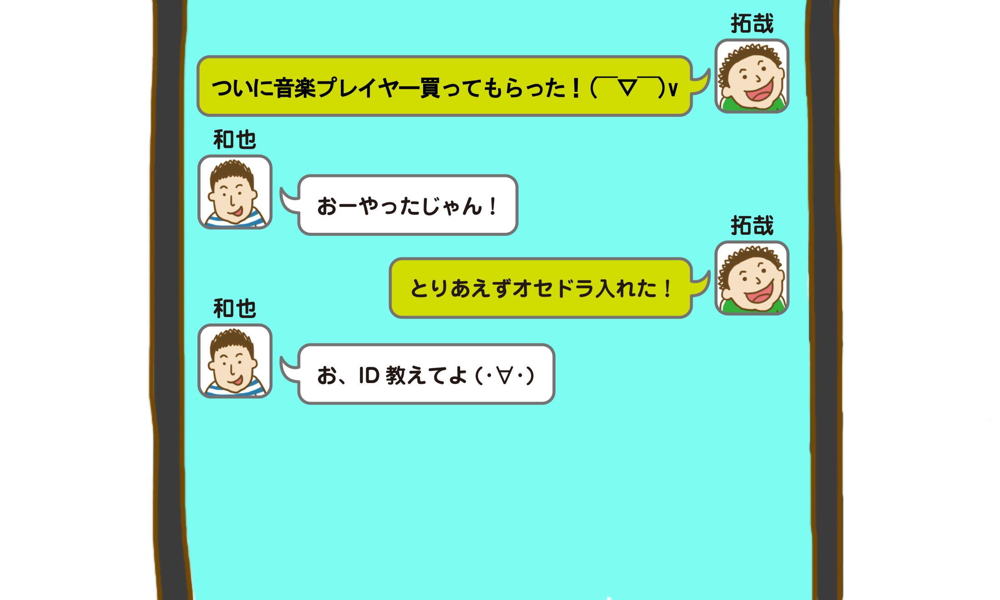 拓哉
ついに音楽プレイヤー買ってもらった！(￣▽￣)v
和也
おーやったじゃん！
拓哉
とりあえずオセドラ入れた！
和也
お、ID 教えてよ(･∀･)